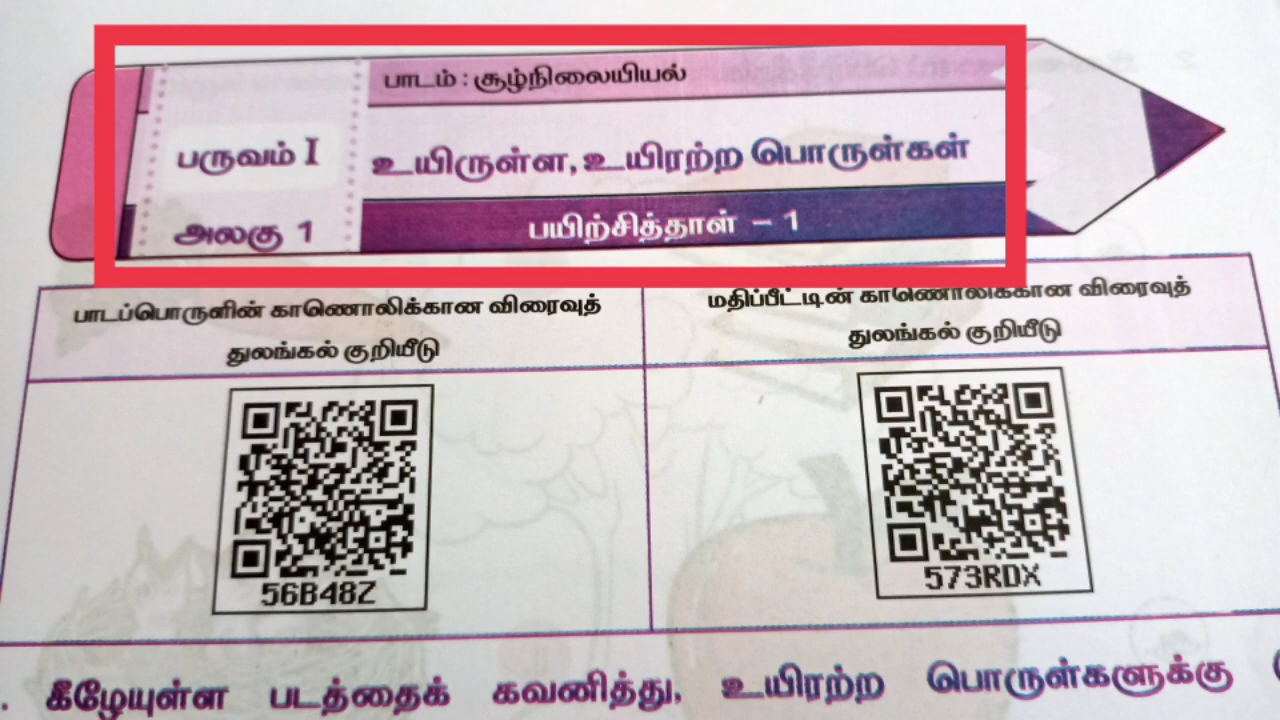 பாடம் : சூழ்நிலையியல்
பருவம் I
உயிருள்ள, உயிரற்ற பொருள்கள்
அலகு 1
பயிற்சித்தாள் – 1
பாடப்பொருளின் காணொலிக்கான விரைவுத்
துலங்கல் குறியீடு
மதிப்பீட்டின் காணொலிக்கான விரைவுத்
துலங்கல் குறியீடு
56B48Z
573RDX
. கீழேயுள்ள படத்தைக் கவனித்து, உயிரற்ற பொருள்களுக்கு